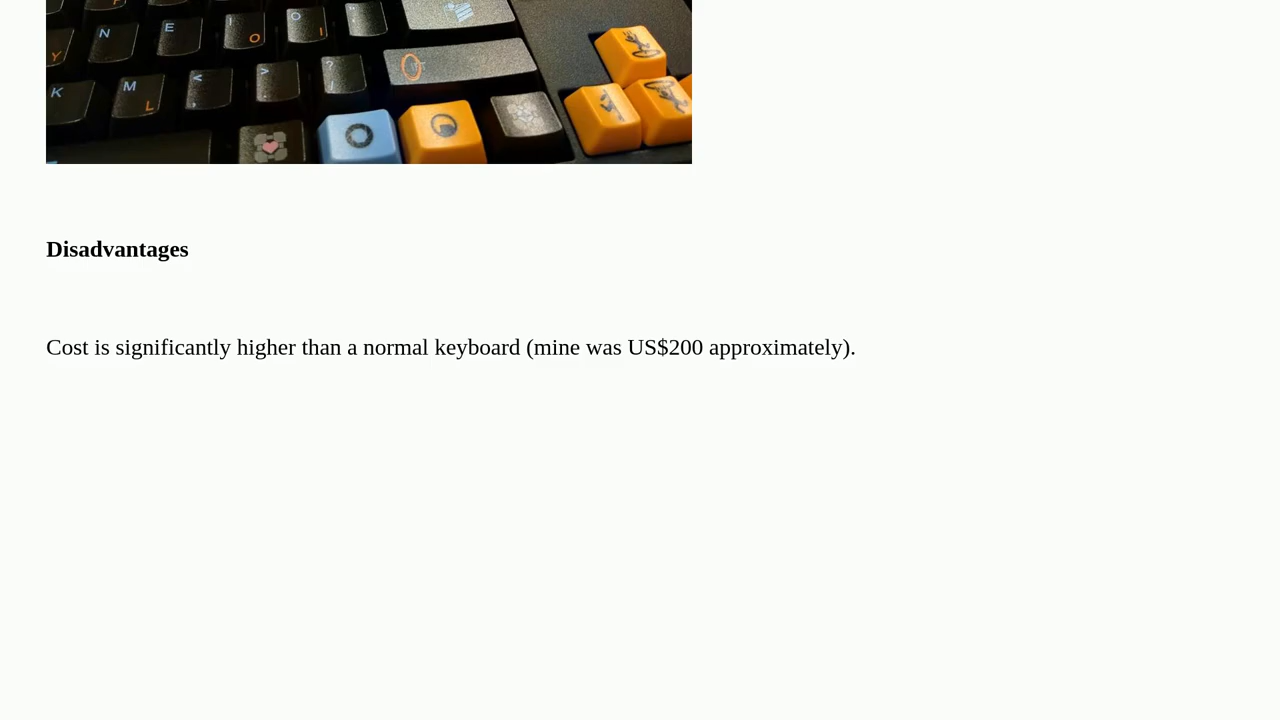 N E I O O I "
Y K M L < , > . ? /
Disadvantages
Cost is significantly higher than a normal keyboard (mine was US$200 approximately).